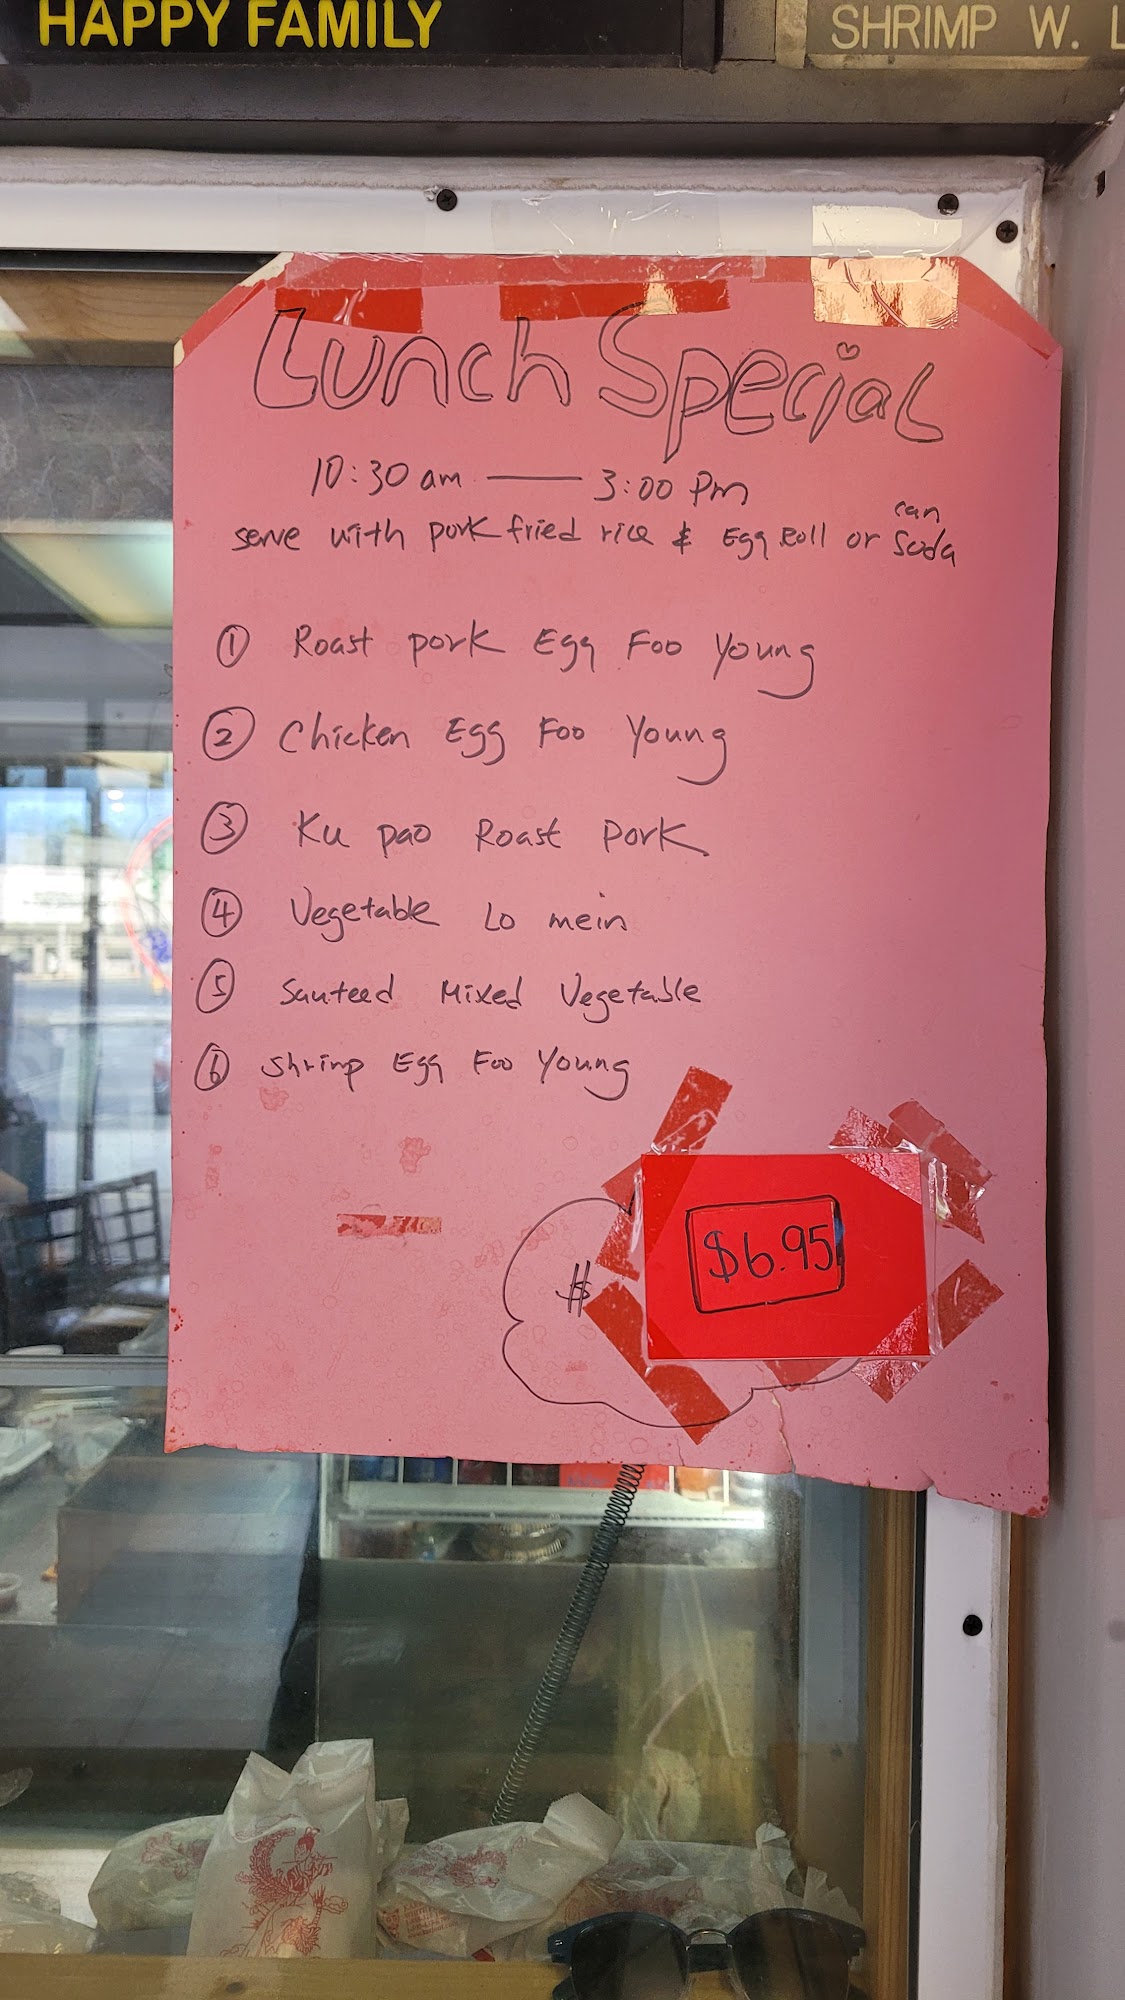 HAPPY FAMILY
SHRIMP W. L
Lunch Special
10:30 am — 3:00 Pm
serve with pork fried rice & Egg Roll or can Soda
① Roast pork Egg Foo Young
② Chicken Egg Foo Young
③ Ku pao Roast Pork
④ Vegetable Lo mein
⑤ Sauteed Mixed Vegetable
⑥ Shrimp Egg Foo Young
$
$6.95